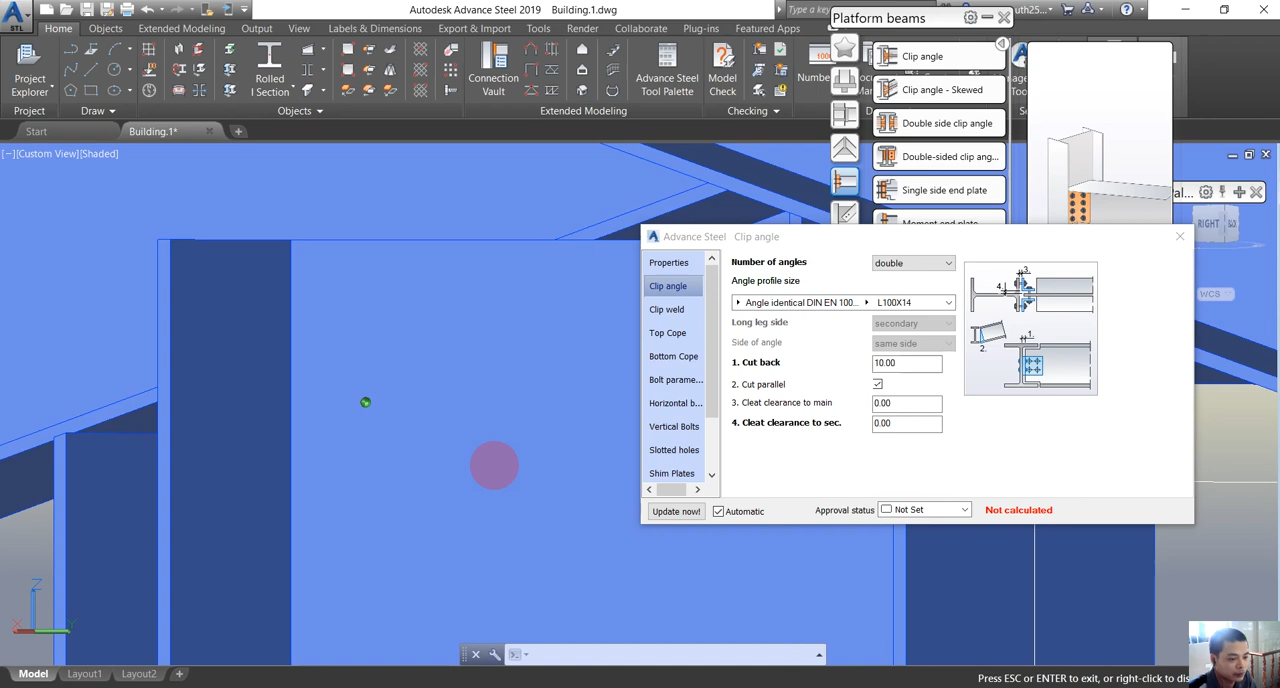 Autodesk Advance Steel 2019 Building.1.dwg
STL
Home
Objects
Extended Modeling
Output
View
Labels & Dimensions
Export & Import
Tools
Render
Collaborate
Plug-ins
Featured Apps
Project
Explorer
Rolled
I Section
Connection
Vault
Advance Steel
Tool Palette
Model
Check
Project
Draw
Objects
Extended Modeling
Checking
Start
Building.1*
[−][Custom View][Shaded]
Platform beams
Clip angle
Clip angle - Skewed
Double side clip angle
Double-sided clip ang...
Single side end plate
Moment end plate
RIGHT
WCS
Advance Steel Clip angle
Properties
Clip angle
Clip weld
Top Cope
Bottom Cope
Bolt parame...
Horizontal b...
Vertical Bolts
Slotted holes
Shim Plates
Number of angles
double
Angle profile size
Angle identical DIN EN 100...
L100X14
Long leg side
secondary
Side of angle
same side
1. Cut back
10.00
2. Cut parallel
3. Cleat clearance to main
0.00
4. Cleat clearance to sec.
0.00
3.
4.
2.
1.
Update now!
Automatic
Approval status
Not Set
Not calculated
Z
X
Y
Model
Layout1
Layout2
Press ESC or ENTER to exit, or right-click to dis